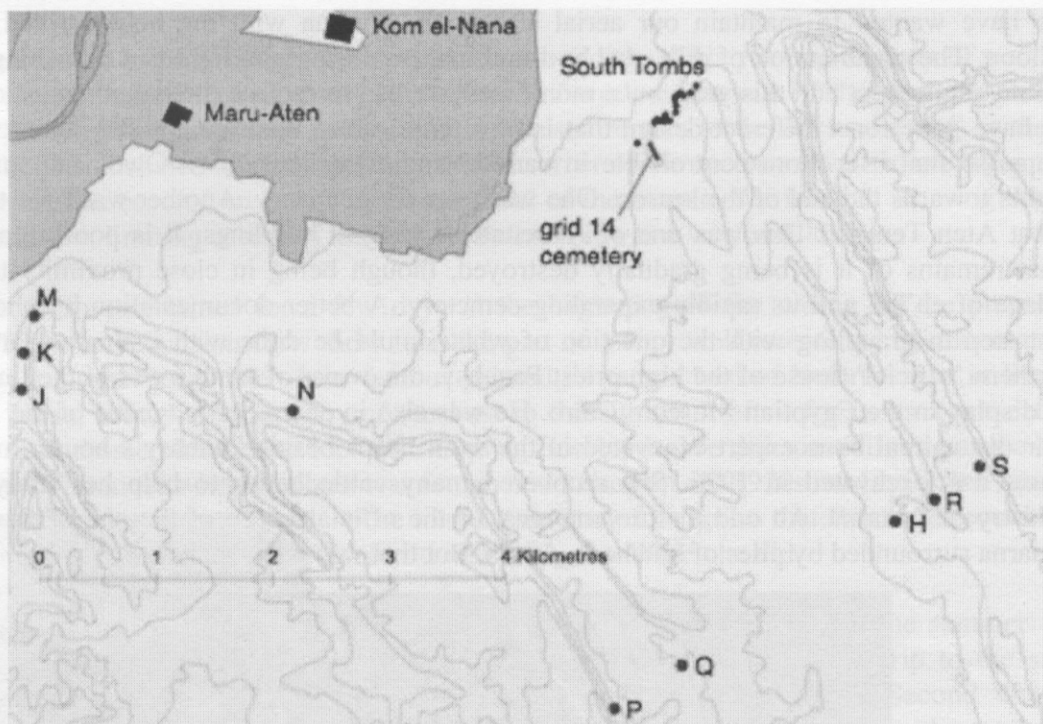 Kom el-Nana
South Tombs
Maru-Aten
grid 14
cemetery
M
K
J
N
S
R
H
0 1 2 3 4 Kilometres
Q
P